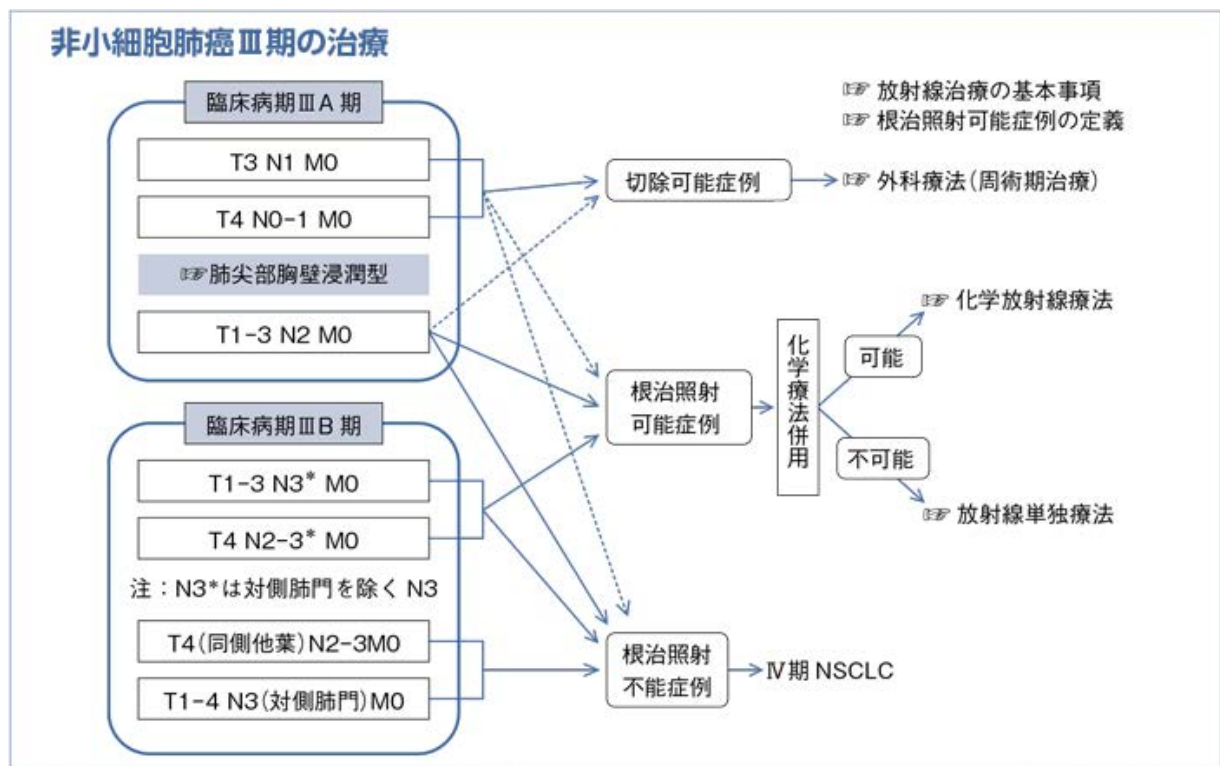 非小細胞肺癌Ⅲ期の治療
臨床病期ⅢA 期
T3 N1 M0
T4 N0-1 M0
☞肺尖部胸壁浸潤型
T1-3 N2 M0
臨床病期ⅢB 期
T1-3 N3* M0
T4 N2-3* M0
注：N3*は対側肺門を除く N3
T4(同側他葉)N2-3M0
T1-4 N3(対側肺門)M0
☞ 放射線治療の基本事項
☞ 根治照射可能症例の定義
切除可能症例
☞ 外科療法(周術期治療)
根治照射
可能症例
化学療法併用
可能
☞ 化学放射線療法
不可能
☞ 放射線単独療法
根治照射
不能症例
Ⅳ期 NSCLC